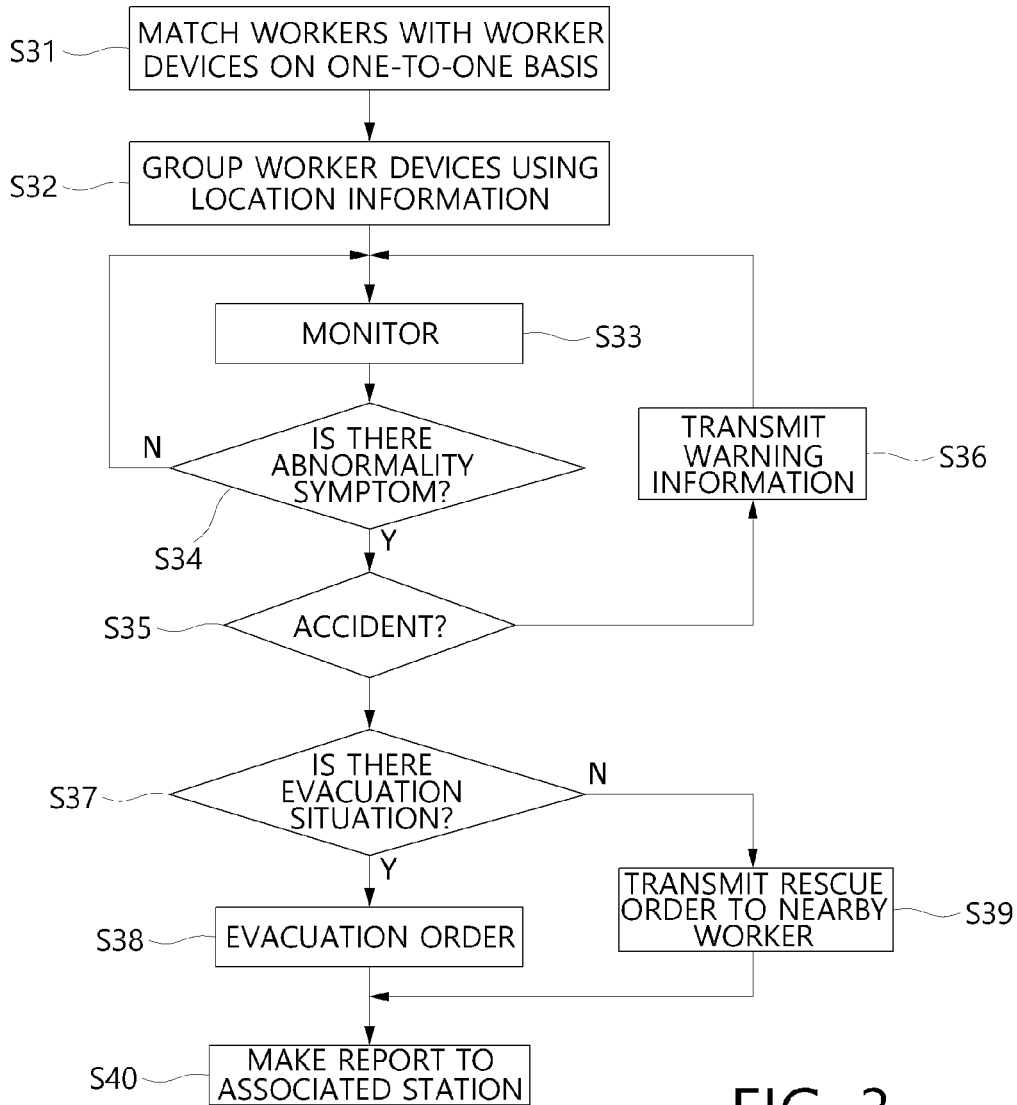 S31
MATCH WORKERS WITH WORKER
DEVICES ON ONE-TO-ONE BASIS
S32
GROUP WORKER DEVICES USING
LOCATION INFORMATION
MONITOR
S33
N
IS THERE
ABNORMALITY
SYMPTOM?
S34
Y
TRANSMIT
WARNING
INFORMATION
S36
S35
ACCIDENT?
S37
IS THERE
EVACUATION
SITUATION?
N
Y
S38
EVACUATION ORDER
TRANSMIT RESCUE
ORDER TO NEARBY
WORKER
S39
S40
MAKE REPORT TO
ASSOCIATED STATION